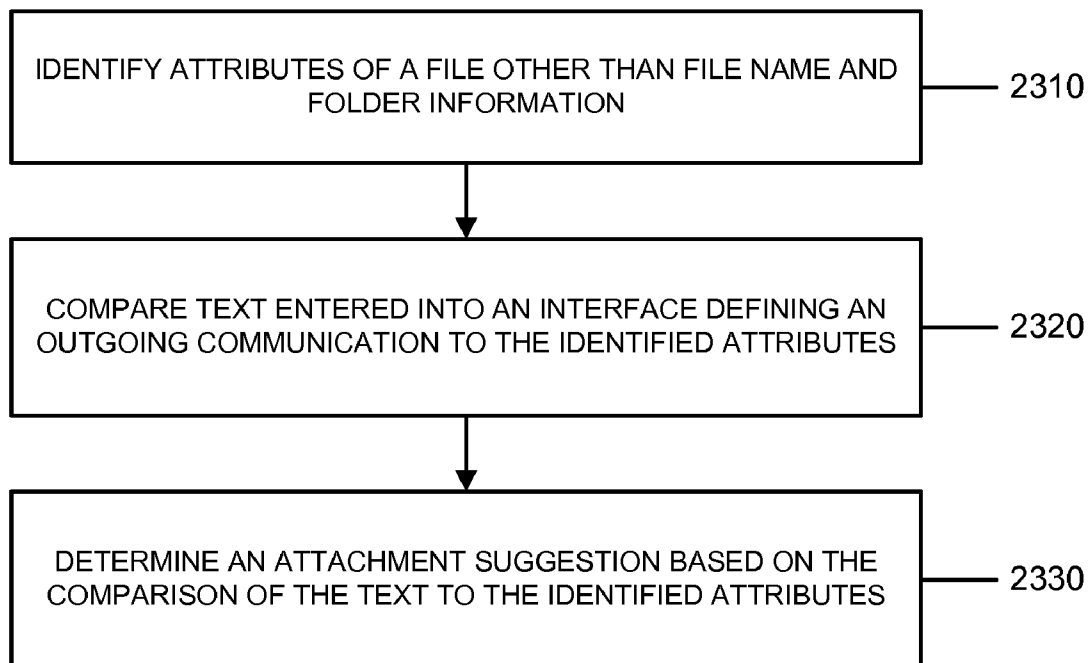 IDENTIFY ATTRIBUTES OF A FILE OTHER THAN FILE NAME AND
FOLDER INFORMATION
2310
COMPARE TEXT ENTERED INTO AN INTERFACE DEFINING AN
OUTGOING COMMUNICATION TO THE IDENTIFIED ATTRIBUTES
2320
DETERMINE AN ATTACHMENT SUGGESTION BASED ON THE
COMPARISON OF THE TEXT TO THE IDENTIFIED ATTRIBUTES
2330